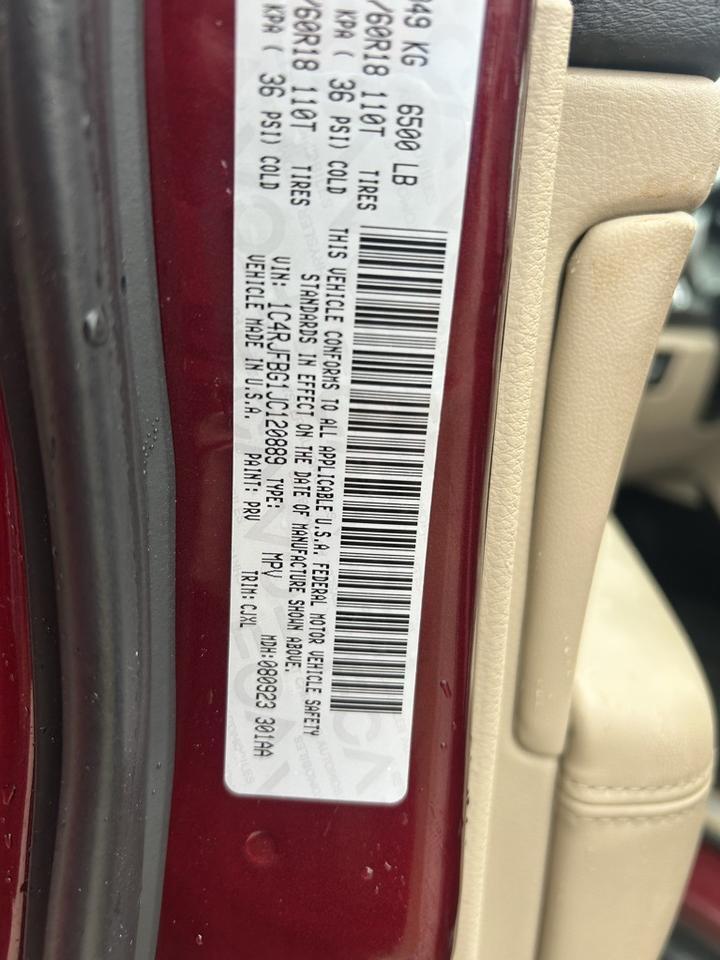 949 KG 6500 LB
/60R18 110T TIRES
KPA ( 36 PSI) COLD
/60R18 110T TIRES
KPA ( 36 PSI) COLD
THIS VEHICLE CONFORMS TO ALL APPLICABLE U.S.A. FEDERAL MOTOR VEHICLE SAFETY
STANDARDS IN EFFECT ON THE DATE OF MANUFACTURE SHOWN ABOVE.
VIN: 1C4RJFBG1JC120889 TYPE: MPV MDH:080923 301AA
VEHICLE MADE IN U.S.A. PAINT: PRV TRIM:CJXL